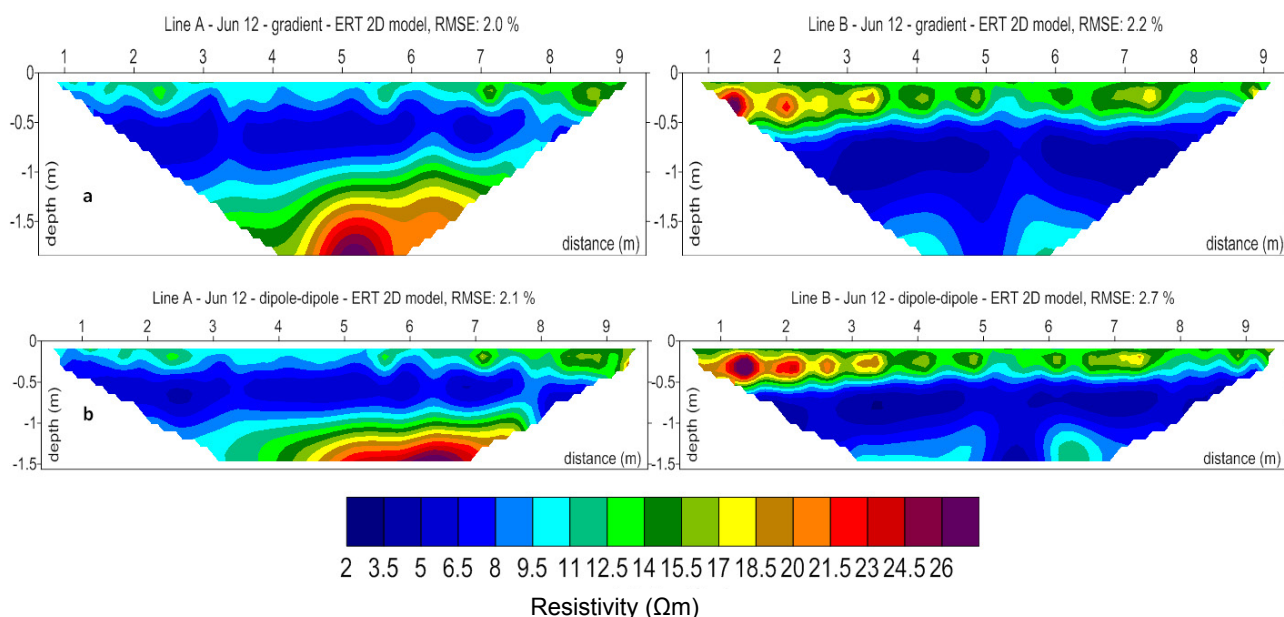 Line A - Jun 12 - gradient - ERT 2D model, RMSE: 2.0 %
1 2 3 4 5 6 7 8 9
0
-0.5
-1
-1.5
depth (m)
a
distance (m)
Line B - Jun 12 - gradient - ERT 2D model, RMSE: 2.2 %
1 2 3 4 5 6 7 8 9
0
-0.5
-1
-1.5
depth (m)
distance (m)
Line A - Jun 12 - dipole-dipole - ERT 2D model, RMSE: 2.1 %
1 2 3 4 5 6 7 8 9
0
-0.5
-1
-1.5
depth (m)
b
distance (m)
Line B - Jun 12 - dipole-dipole - ERT 2D model, RMSE: 2.7 %
1 2 3 4 5 6 7 8 9
0
-0.5
-1
-1.5
depth (m)
distance (m)
2 3.5 5 6.5 8 9.5 11 12.5 14 15.5 17 18.5 20 21.5 23 24.5 26
Resistivity (Ωm)